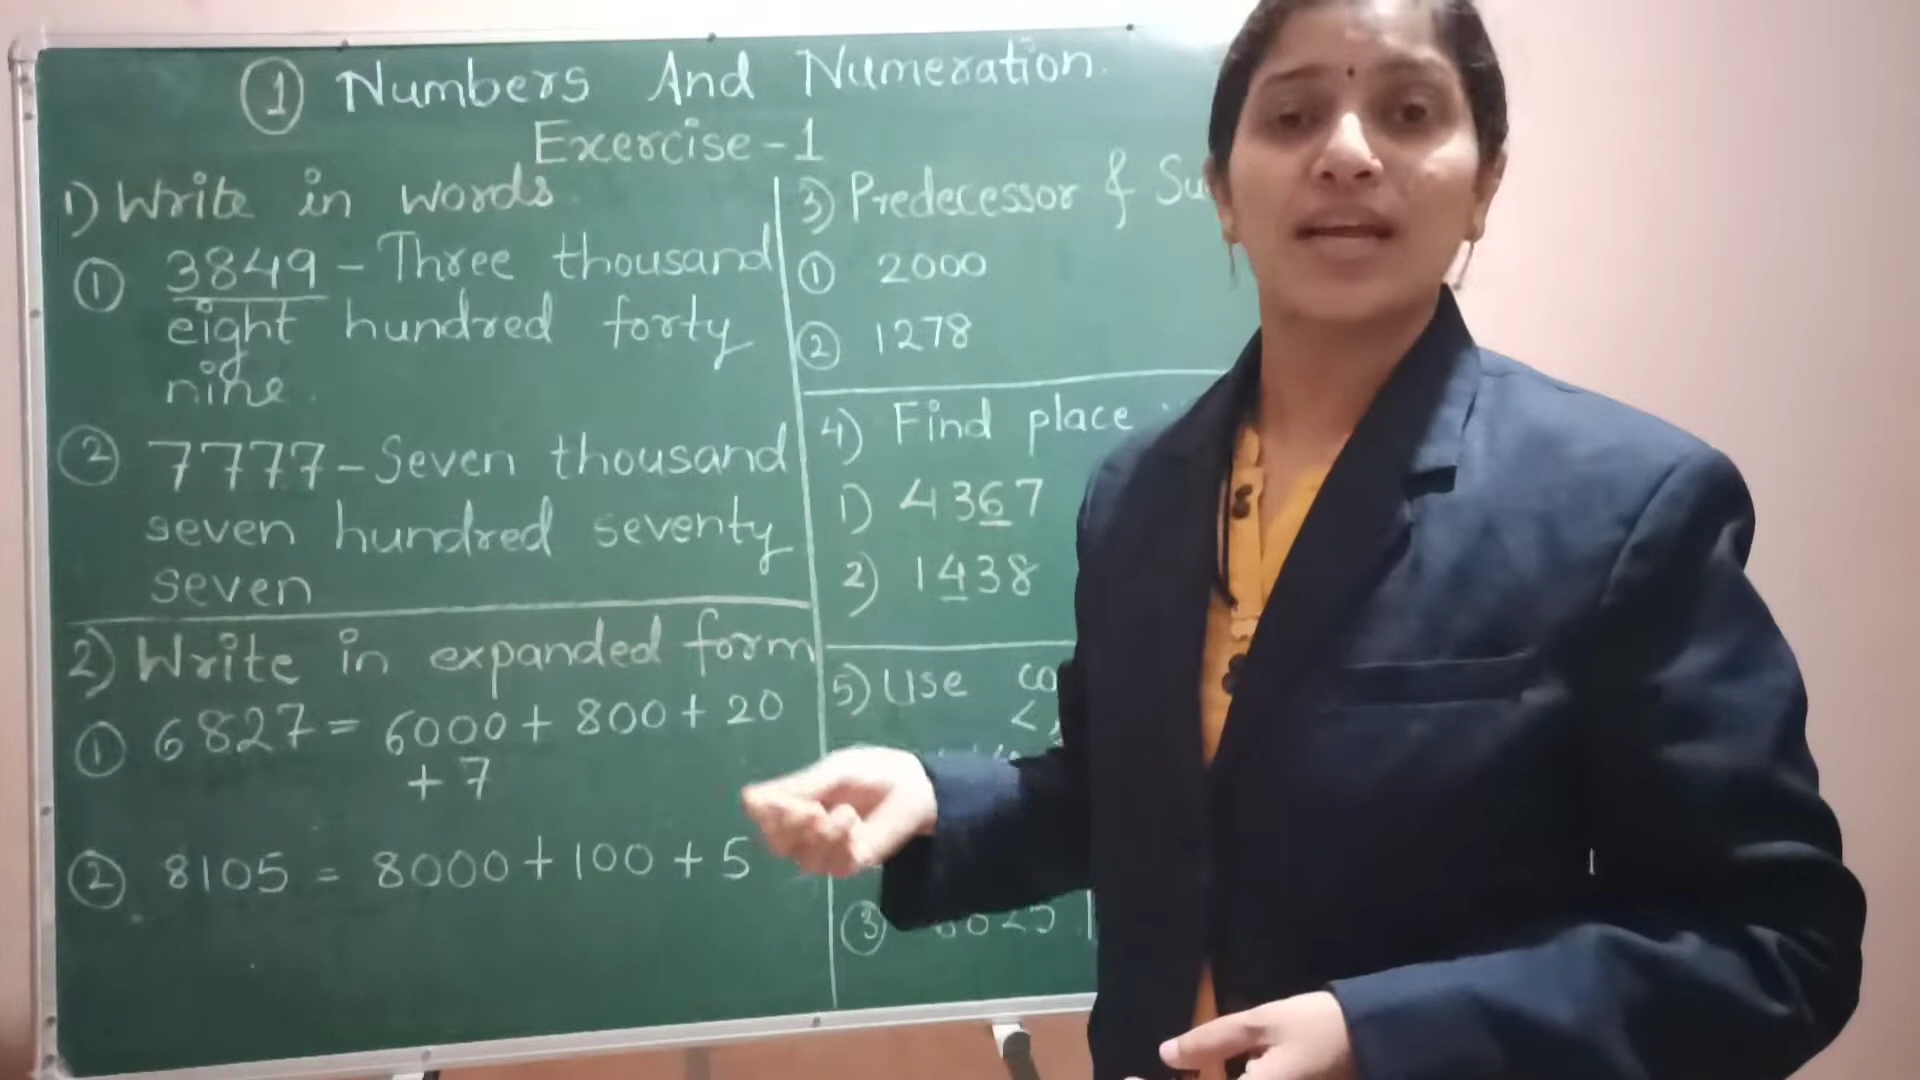 ① Numbers And Numeration.
Exercise-1
1) Write in words.
① 3849 - Three thousand
eight hundred forty
nine.
② 7777 - Seven thousand
seven hundred seventy
seven
2) Write in expanded form
① 6827 = 6000 + 800 + 20
+ 7
② 8105 = 8000 + 100 + 5
3) Predecessor & Su
① 2000
② 1278
4) Find place
1) 4367
2) 1438
5) Use co
<,
③